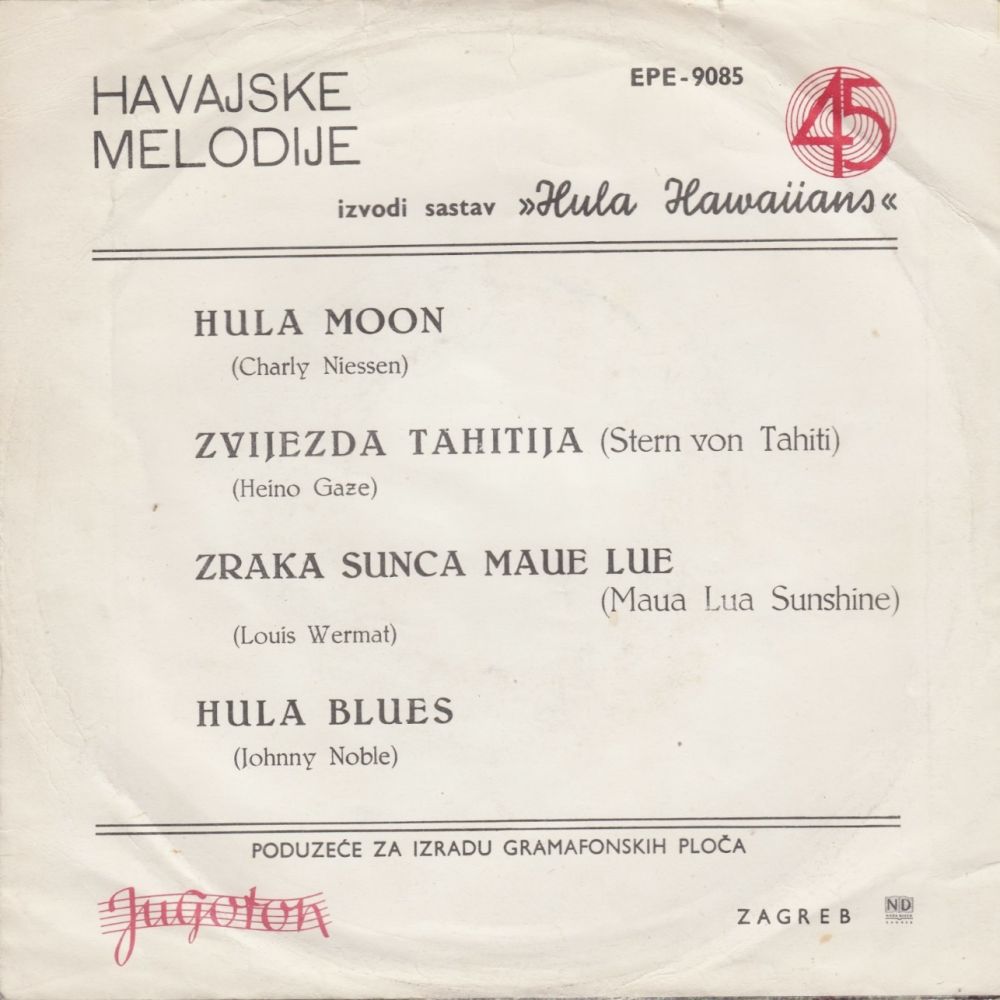 HAVAJSKE
MELODIJE
EPE-9085
45
izvodi sastav »Hula Hawaiians«
HULA MOON
(Charly Niessen)
ZVIJEZDA TAHITIJA (Stern von Tahiti)
(Heino Gaze)
ZRAKA SUNCA MAUE LUE
(Maua Lua Sunshine)
(Louis Wermat)
HULA BLUES
(Johnny Noble)
PODUZEĆE ZA IZRADU GRAMAFONSKIH PLOČA
Jugoton
ZAGREB
ND